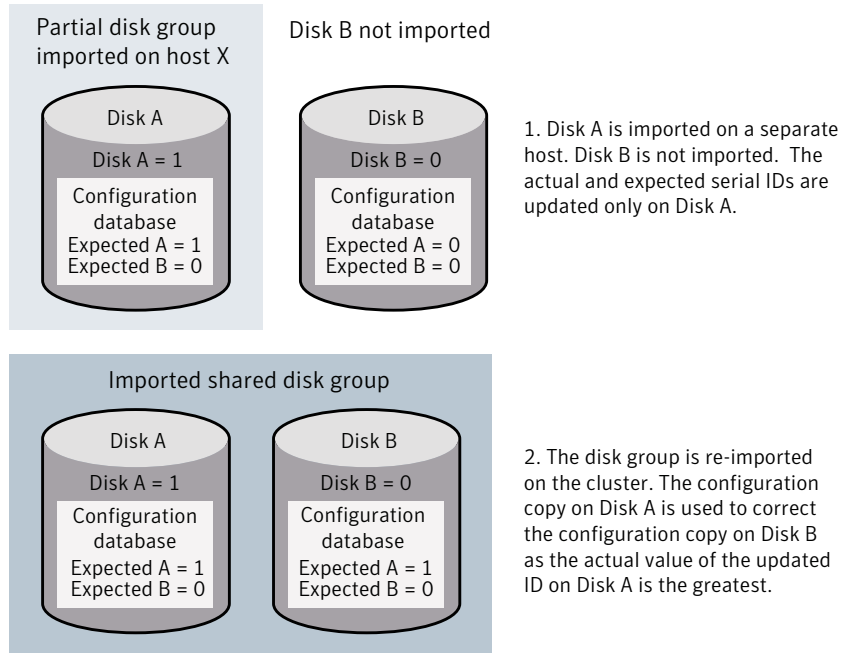 Partial disk group
imported on host X
Disk B not imported
Disk A
Disk A = 1
Configuration
database
Expected A = 1
Expected B = 0
Disk B
Disk B = 0
Configuration
database
Expected A = 0
Expected B = 0
1. Disk A is imported on a separate
host. Disk B is not imported. The
actual and expected serial IDs are
updated only on Disk A.
Imported shared disk group
Disk A
Disk A = 1
Configuration
database
Expected A = 1
Expected B = 0
Disk B
Disk B = 0
Configuration
database
Expected A = 1
Expected B = 0
2. The disk group is re-imported
on the cluster. The configuration
copy on Disk A is used to correct
the configuration copy on Disk B
as the actual value of the updated
ID on Disk A is the greatest.